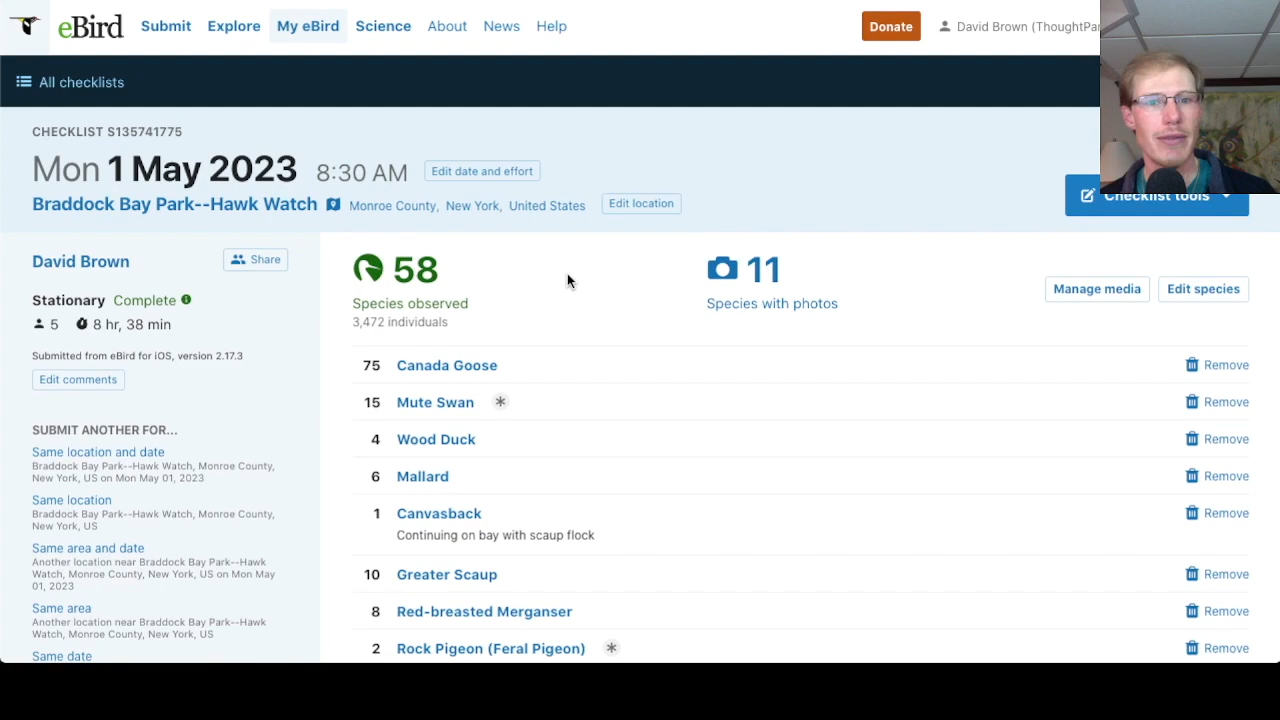 eBird Submit Explore My eBird Science About News Help Donate David Brown
All checklists
CHECKLIST S135741775
Mon 1 May 2023 8:30 AM Edit date and effort
Braddock Bay Park--Hawk Watch Monroe County, New York, United States Edit location
Checklist tools
David Brown Share
Stationary Complete
5 8 hr, 38 min
Submitted from eBird for iOS, version 2.17.3
Edit comments
SUBMIT ANOTHER FOR...
Same location and date
Braddock Bay Park--Hawk Watch, Monroe County,
New York, US on Mon May 01, 2023
Same location
Braddock Bay Park--Hawk Watch, Monroe County,
New York, US
Same area and date
Another location near Braddock Bay Park--Hawk
Watch, Monroe County, New York, US on Mon May
01, 2023
Same area
Another location near Braddock Bay Park--Hawk
Watch, Monroe County, New York, US
Same date
58 11
Species observed Species with photos
3,472 individuals
Manage media Edit species
75 Canada Goose Remove
15 Mute Swan * Remove
4 Wood Duck Remove
6 Mallard Remove
1 Canvasback Remove
Continuing on bay with scaup flock
10 Greater Scaup Remove
8 Red-breasted Merganser Remove
2 Rock Pigeon (Feral Pigeon) * Remove